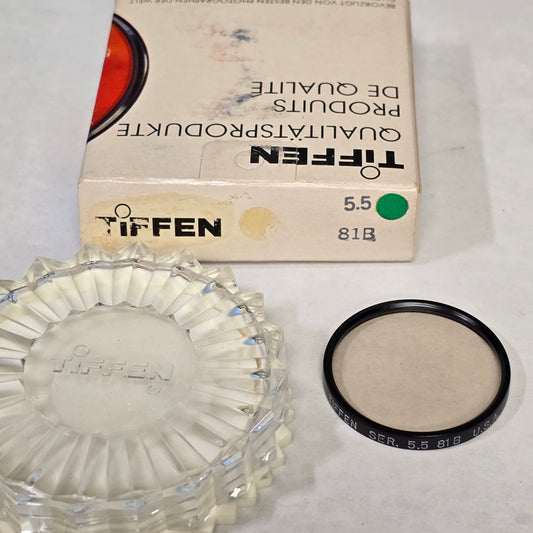 BEVORZUGT VON DEN BESTEN PHOTOGRAPHEN DER WELT
DE QUALITE
PRODUITS
QUALITÄTSPRODUKTE
TIFFEN
TIFFEN
5.5
81B
TIFFEN
®
TIFFEN SER. 5.5 81B U.S.A